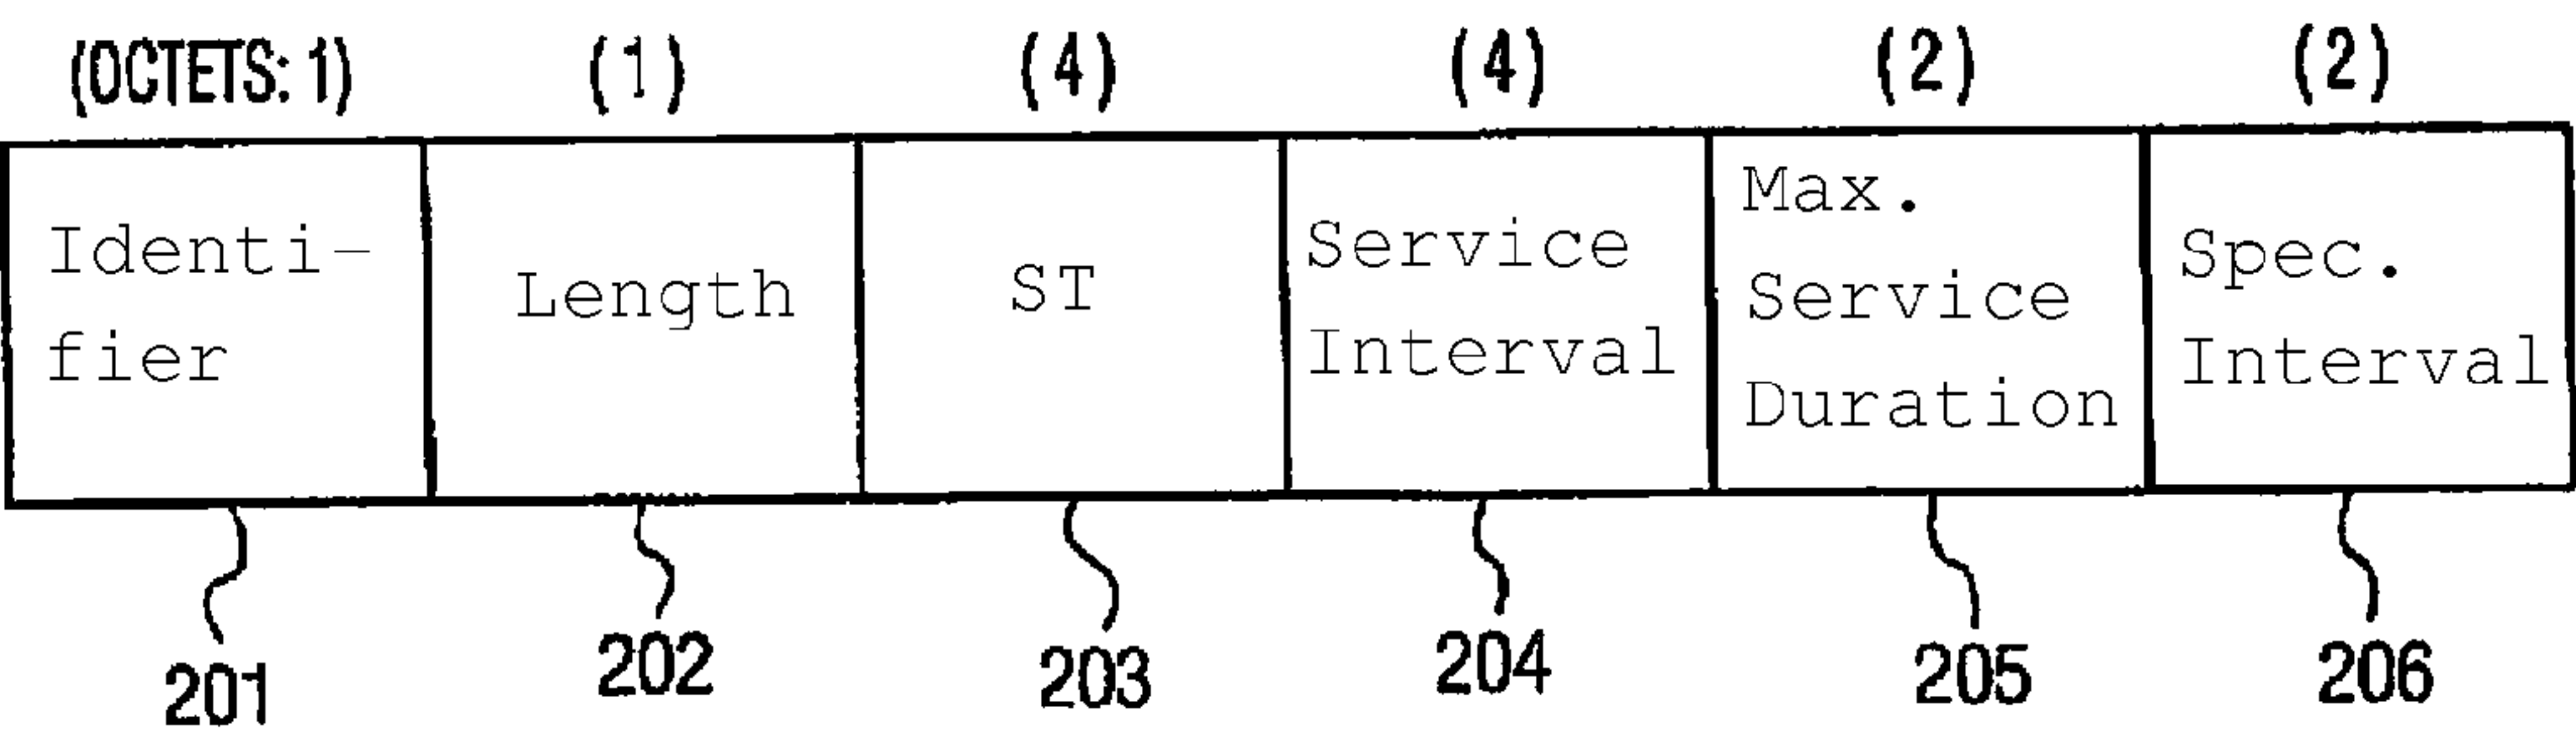 (OCTETS: 1) (1) (4) (4) (2) (2)
Identi-
fier
Length
ST
Service
Interval
Max.
Service
Duration
Spec.
Interval
201 202 203 204 205 206